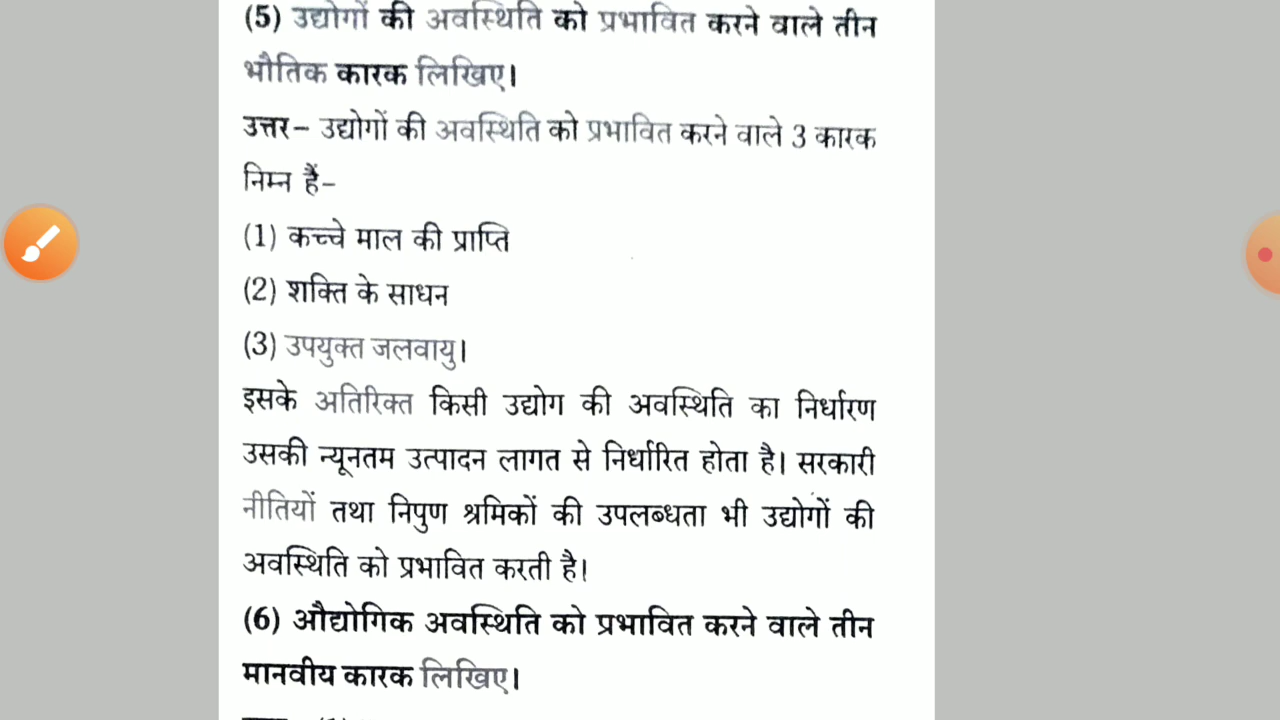 (5) उद्योगों की अवस्थिति को प्रभावित करने वाले तीन
भौतिक कारक लिखिए।
उत्तर– उद्योगों की अवस्थिति को प्रभावित करने वाले 3 कारक
निम्न हैं–
(1) कच्चे माल की प्राप्ति
(2) शक्ति के साधन
(3) उपयुक्त जलवायु।
इसके अतिरिक्त किसी उद्योग की अवस्थिति का निर्धारण
उसकी न्यूनतम उत्पादन लागत से निर्धारित होता है। सरकारी
नीतियों तथा निपुण श्रमिकों की उपलब्धता भी उद्योगों की
अवस्थिति को प्रभावित करती है।
(6) औद्योगिक अवस्थिति को प्रभावित करने वाले तीन
मानवीय कारक लिखिए।